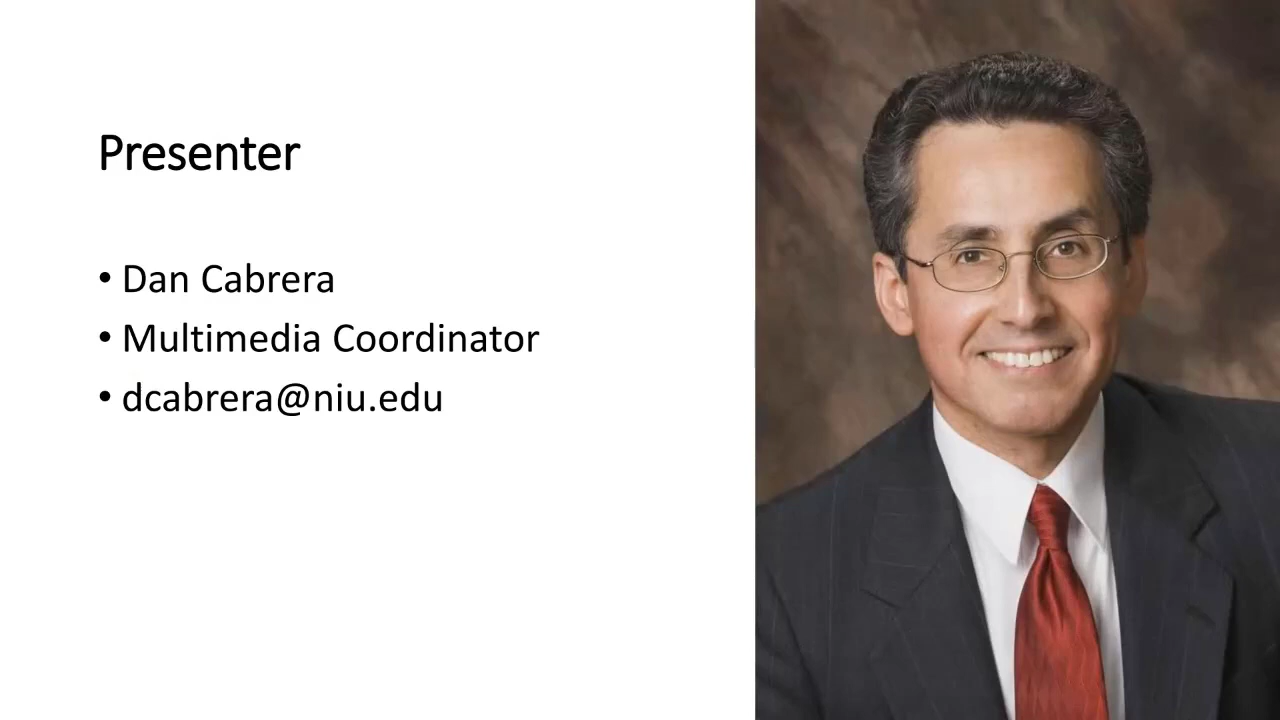 Presenter
• Dan Cabrera
• Multimedia Coordinator
• dcabrera@niu.edu